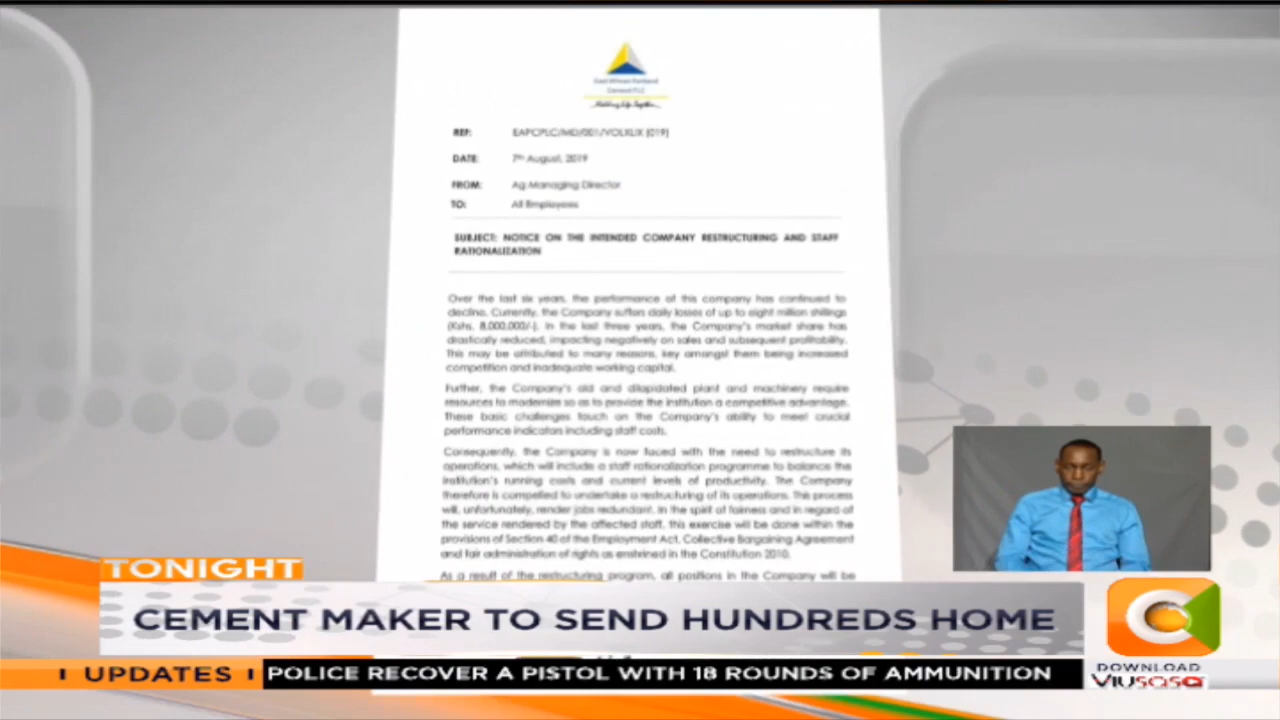 East African Portland
Cement PLC
Building Life Together
REF: EAPCPLC/MD/001/VOLXLIX (019)
DATE: 7th August, 2019
FROM: Ag Managing Director
TO: All Employees
SUBJECT: NOTICE ON THE INTENDED COMPANY RESTRUCTURING AND STAFF
RATIONALIZATION
Over the last six years, the performance of this company has continued to
decline. Currently, the Company suffers daily losses of up to eight million shillings
(Kshs. 8,000,000/-). In the last three years, the Company's market share has
drastically reduced, impacting negatively on sales and subsequent profitability.
This may be attributed to many reasons, key amongst them being increased
competition and inadequate working capital.
Further, the Company's old and dilapidated plant and machinery require
resources to modernize so as to provide the institution a competitive advantage.
These basic challenges touch on the Company's ability to meet crucial
performance indicators including staff costs.
Consequently, the Company is now faced with the need to restructure its
operations, which will include a staff rationalization programme to balance the
institution's running costs and current levels of productivity. The Company
therefore is compelled to undertake a restructuring of its operations. This process
will, unfortunately, render jobs redundant. In the spirit of fairness and in regard of
the service rendered by the affected staff, this exercise will be done within the
provisions of Section 40 of the Employment Act, Collective Bargaining Agreement
and fair administration of rights as enshrined in the Constitution 2010.
As a result of the restructuring program, all positions in the Company will be
TONIGHT
CEMENT MAKER TO SEND HUNDREDS HOME
UPDATES
POLICE RECOVER A PISTOL WITH 18 ROUNDS OF AMMUNITION
DOWNLOAD
Viusasa